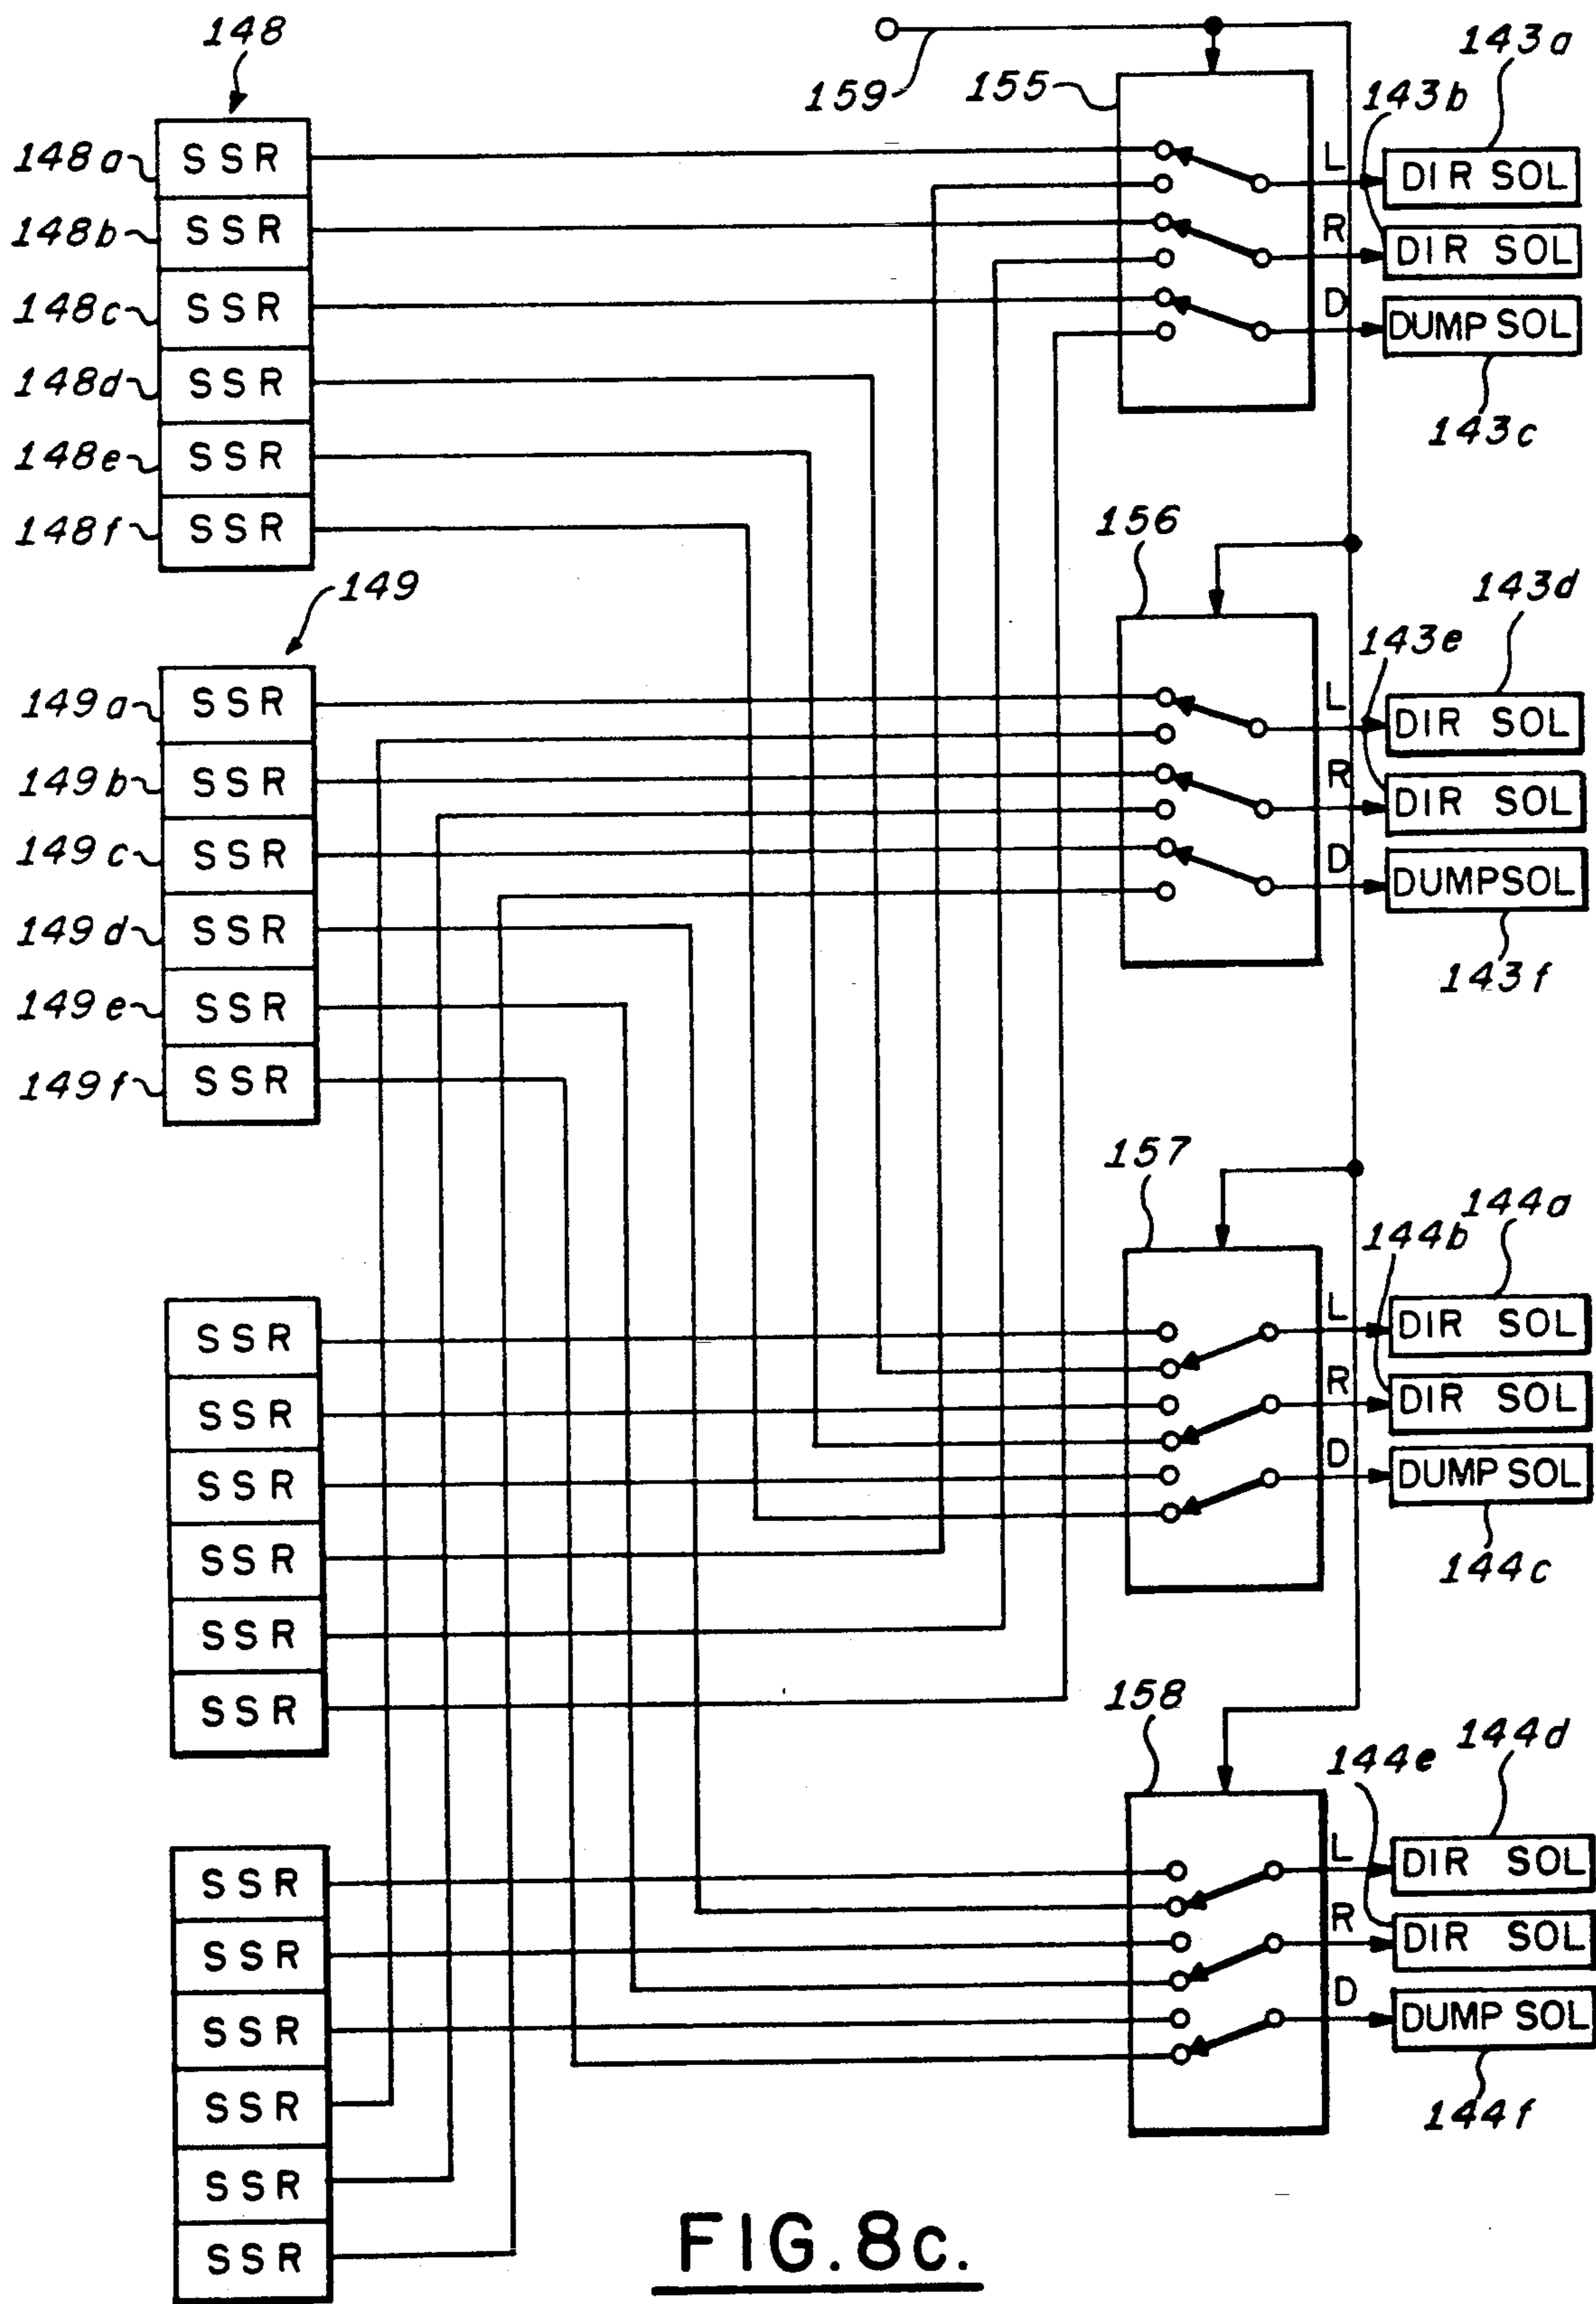 148
159
155
143a
143b
148a SSR
L
DIR SOL
148b SSR
R
DIR SOL
148c SSR
D
DUMP SOL
148d SSR
143c
148e SSR
148f SSR
156
149
143d
143e
149a SSR
L
DIR SOL
149b SSR
R
DIR SOL
149c SSR
D
DUMP SOL
149d SSR
143f
149e SSR
149f SSR
157
144a
144b
SSR
L
DIR SOL
SSR
R
DIR SOL
SSR
D
DUMP SOL
SSR
144c
SSR
SSR
158
144d
144e
SSR
L
DIR SOL
SSR
R
DIR SOL
SSR
D
DUMP SOL
SSR
144f
SSR
SSR
FIG.8c.